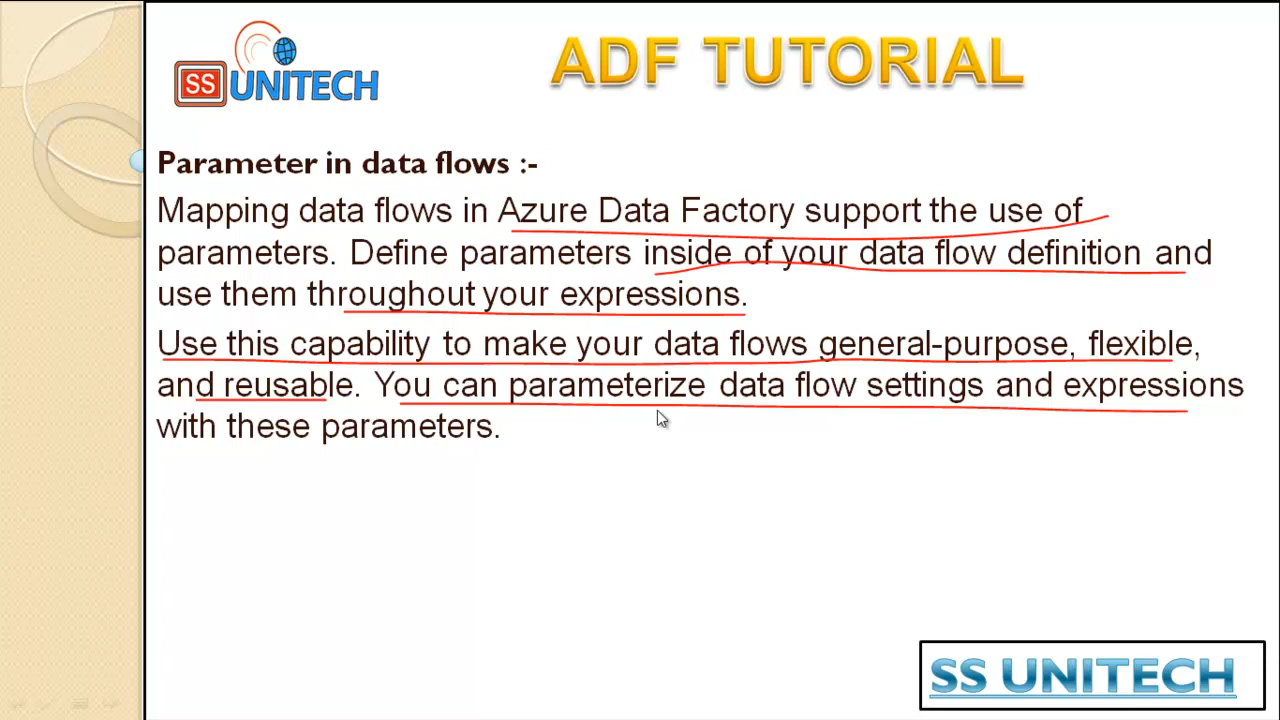 SS UNITECH
ADF TUTORIAL
Parameter in data flows :-
Mapping data flows in Azure Data Factory support the use of
parameters. Define parameters inside of your data flow definition and
use them throughout your expressions.
Use this capability to make your data flows general-purpose, flexible,
and reusable. You can parameterize data flow settings and expressions
with these parameters.
SS UNITECH